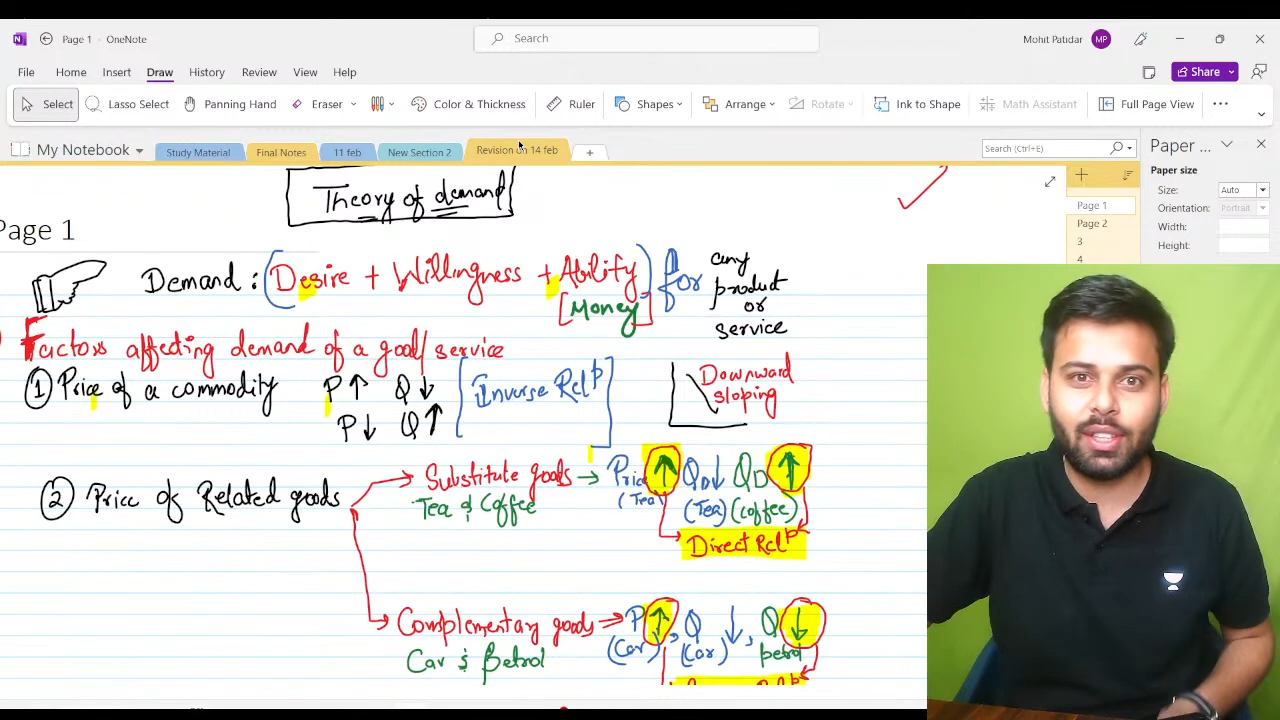 Page 1 - OneNote
Search
Mohit Patidar MP
File Home Insert Draw History Review View Help
Share
Select Lasso Select Panning Hand Eraser Color & Thickness Ruler Shapes Arrange Rotate Ink to Shape Math Assistant Full Page View
My Notebook
Study Material Final Notes 11 feb New Section 2 Revision on 14 feb +
Search (Ctrl+E)
Paper ...
Paper size
Size: Auto
Orientation: Portrait
Width:
Height:
Page 1
Page 2
3
4
Theory of demand
Page 1
Demand : (Desire + Willingness + Ability) for any product or service
[Money]
Factors affecting demand of a good/service
① Price of a commodity P↑ Q↓ [Inverse Relp]
P↓ Q↑
Downward
sloping
② Price of Related goods
→ Substitute goods → Price ↑ QD↓ QD ↑
Tea & Coffee (Tea) (Tea) (coffee)
Direct Relp
→ Complementary goods ⇒ P↑, Q↓, Q↓
Car & Petrol (Car) (Car) petrol